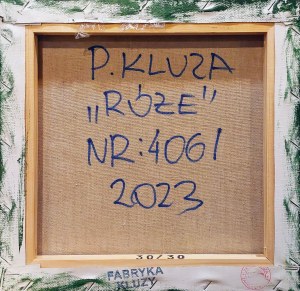 P. KLUZA
„RÓŻE”
NR: 4061
2023
30/30
FABRYKA
KLUZY